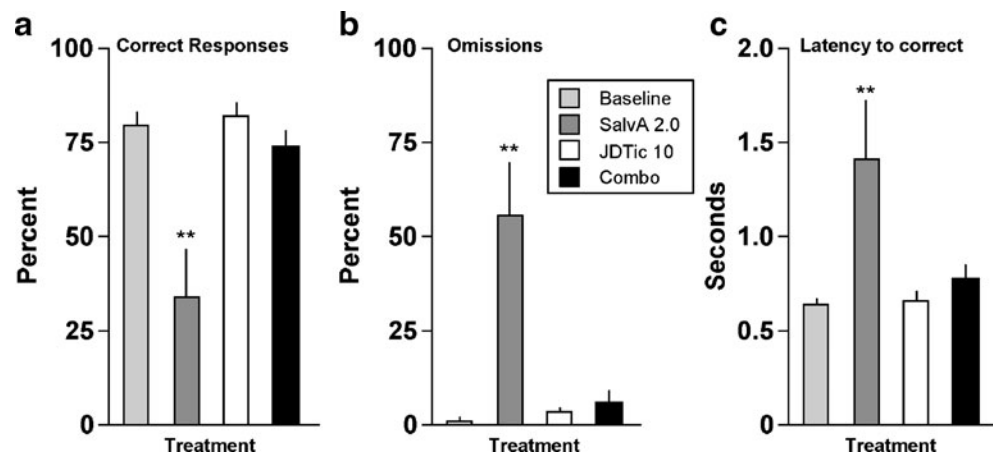 a
Correct Responses
100
75
50
25
0
Percent
Treatment
**
b
Omissions
100
75
50
25
0
Percent
Treatment
**
Baseline
SalvA 2.0
JDTic 10
Combo
c
Latency to correct
2.0
1.5
1.0
0.5
0.0
Seconds
Treatment
**